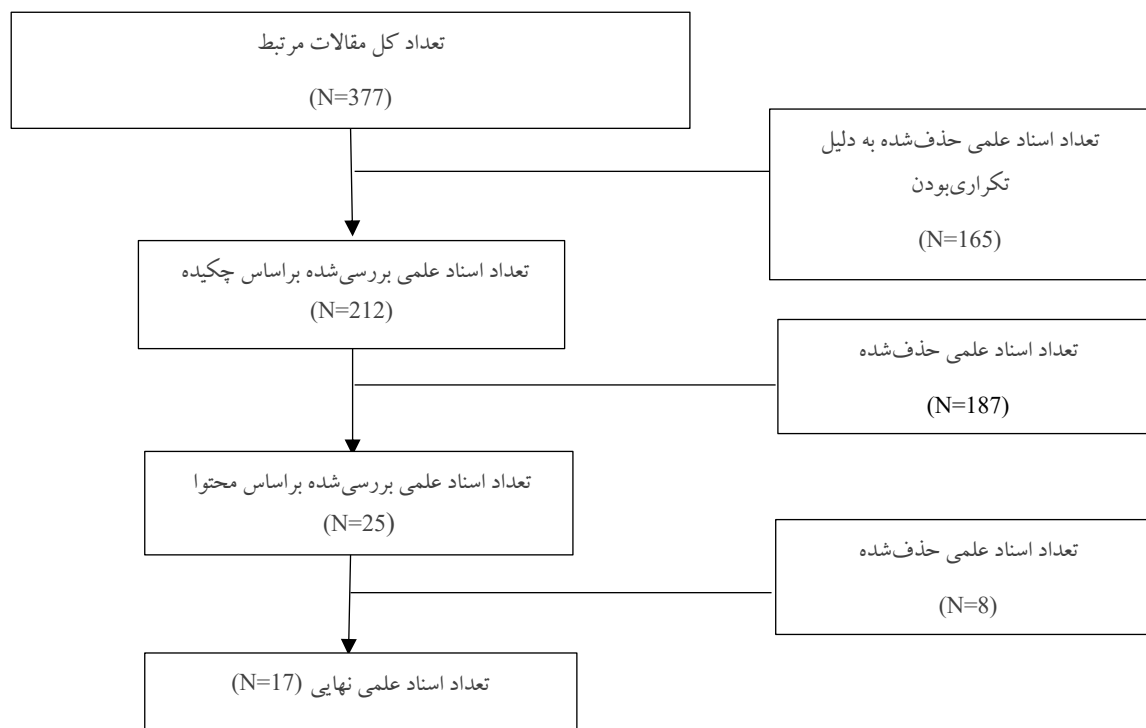 تعداد کل مقالات مرتبط
(N=377)
تعداد اسناد علمی حذف‌شده به دلیل
تکراری‌بودن
(N=165)
تعداد اسناد علمی بررسی‌شده براساس چکیده
(N=212)
تعداد اسناد علمی حذف‌شده
(N=187)
تعداد اسناد علمی بررسی‌شده براساس محتوا
(N=25)
تعداد اسناد علمی حذف‌شده
(N=8)
تعداد اسناد علمی نهایی (N=17)